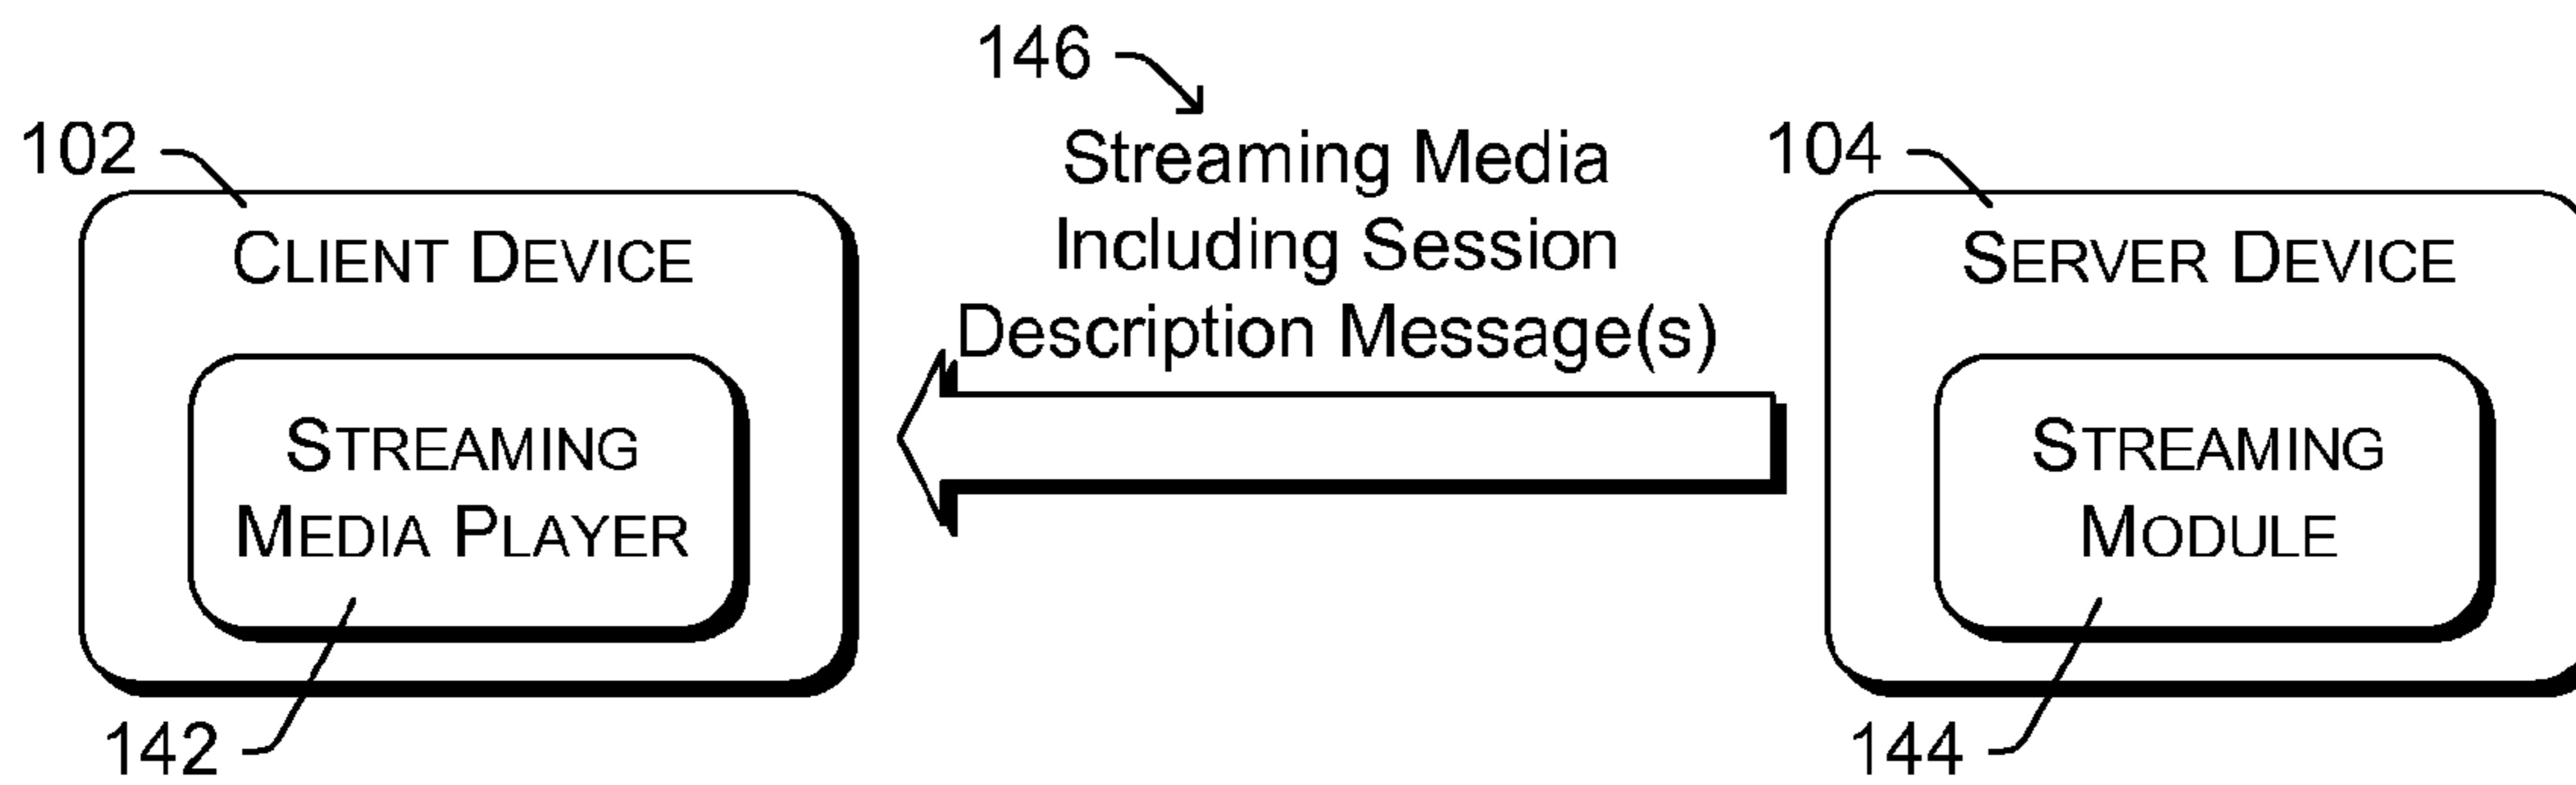 146
Streaming Media
Including Session
Description Message(s)
102
CLIENT DEVICE
STREAMING
MEDIA PLAYER
142
104
SERVER DEVICE
STREAMING
MODULE
144